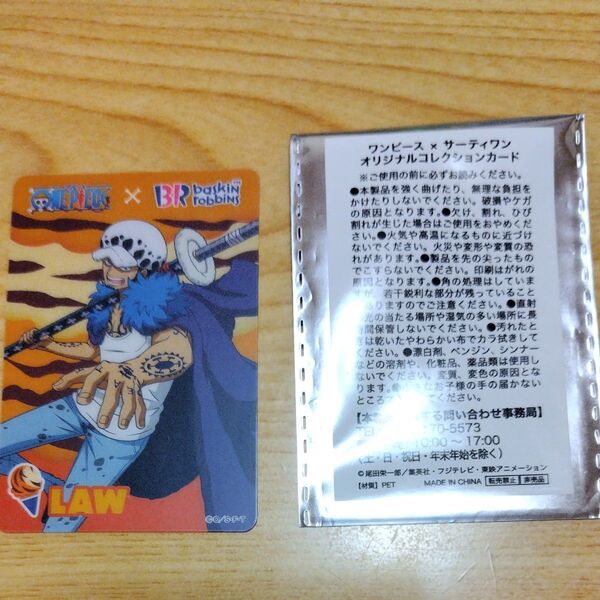 ONE PIECE × BR baskin robbins
LAW
©O/S·F·T
ワンピース × サーティワン
オリジナルコレクションカード
※ご使用の前に必ずお読みください。
●本製品を強く曲げたり、無理な負担を
かけたりしないでください。破損やケガ
の原因となります。●欠け、割れ、ひび
割れが生じた場合はご使用をおやめくだ
さい。●火気や高温になるものに近づけ
ないでください。火災や変形や変質の恐
れがあります。●製品を先の尖ったもの
でこすらないでください。印刷はがれの
原因となります。●角の処理はしています
が、若干鋭利な部分が残っていること
ありますのでご注意ください。●直射
光の当たる場所や湿気の多い場所に長
時間保管しないでください。●汚れたと
きは乾いたやわらかい布でカラ拭きして
ください。●漂白剤、ベンジン、シンナー
などの溶剤や、化粧品、薬品類は使用し
ないでください。変質、変色の原因とな
お子様の手の届かない
ところ
てください。
する問い合わせ事務局】
70-5573
10:00～17:00
（土・日・祝日・年末年始を除く）
©尾田栄一郎／集英社・フジテレビ・東映アニメーション
【材質】PET MADE IN CHINA 転売禁止 非売品